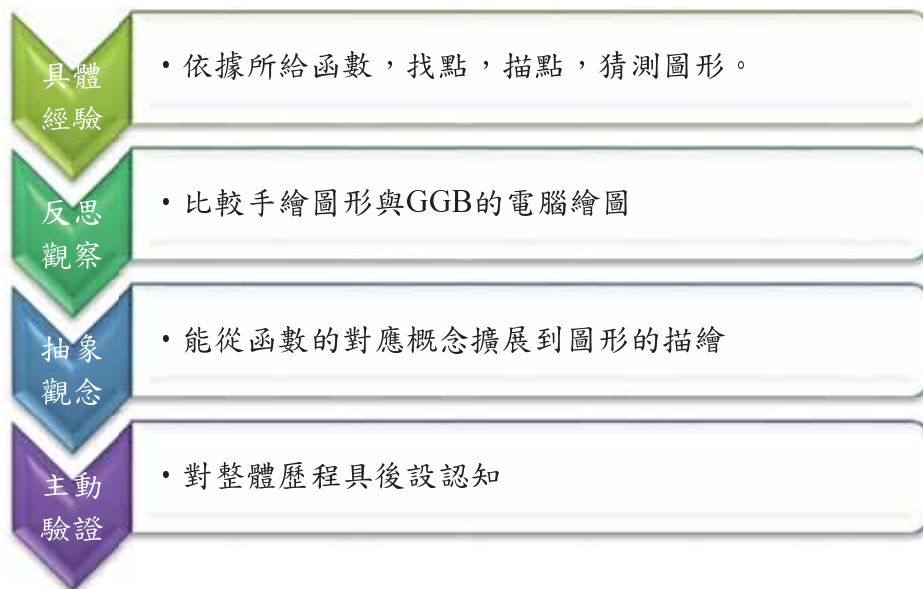 具體
經驗
•依據所給函數，找點，描點，猜測圖形。
反思
觀察
•比較手繪圖形與GGB的電腦繪圖
抽象
觀念
•能從函數的對應概念擴展到圖形的描繪
主動
驗證
•對整體歷程具後設認知